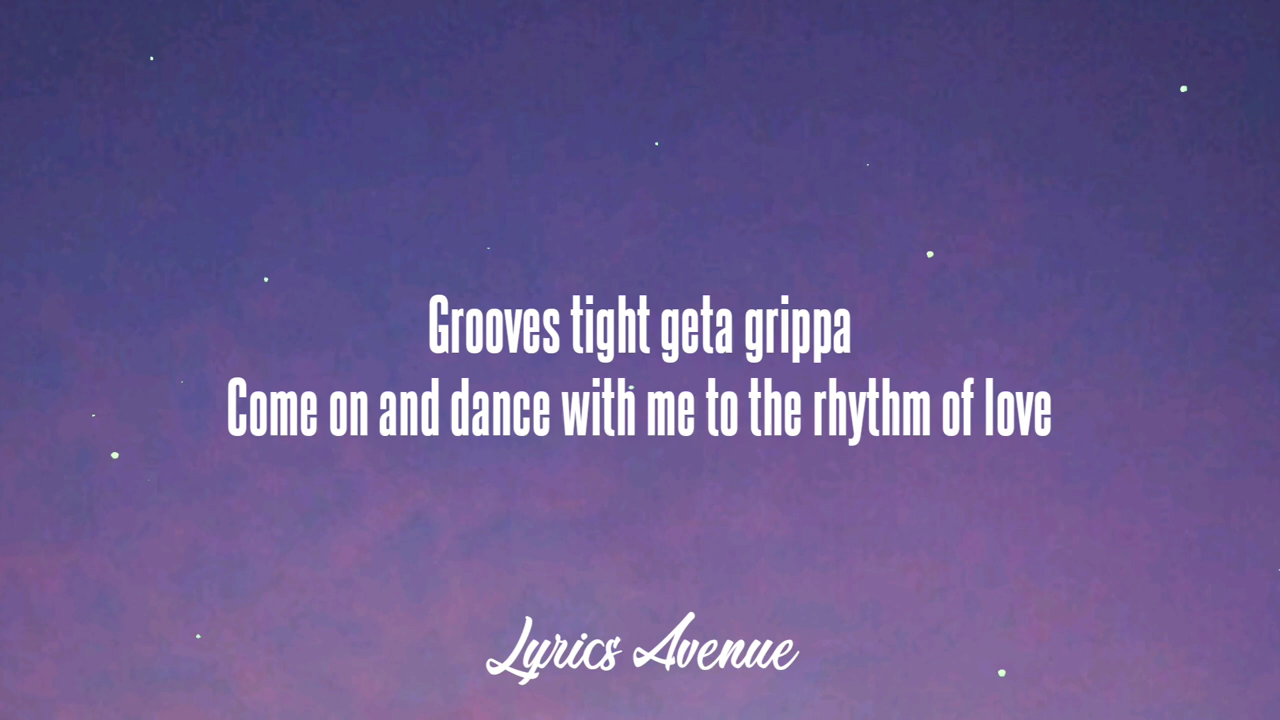 Grooves tight geta grippa
Come on and dance with me to the rhythm of love
Lyrics Avenue